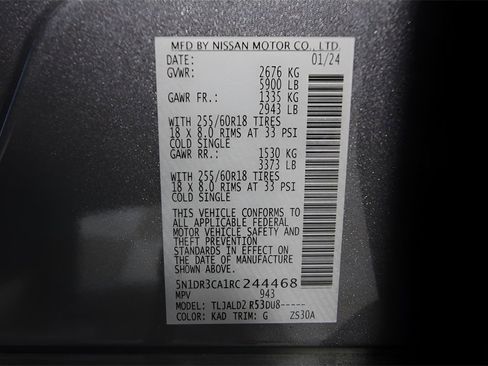 MFD BY NISSAN MOTOR CO., LTD.
DATE: 01/24
GVWR: 2676 KG
5900 LB
GAWR FR.: 1335 KG
2943 LB
WITH 255/60R18 TIRES
18 X 8.0 RIMS AT 33 PSI
COLD SINGLE
GAWR RR.: 1530 KG
3373 LB
WITH 255/60R18 TIRES
18 X 8.0 RIMS AT 33 PSI
COLD SINGLE
THIS VEHICLE CONFORMS TO
ALL APPLICABLE FEDERAL
MOTOR VEHICLE SAFETY AND
AND THEFT PREVENTION
STANDARDS IN EFFECT ON
THE DATE OF MANUFACTURE
SHOWN ABOVE
5N1DR3CA1RC244468
MPV 943
MODEL: TLJALDZ R53DU8-----
COLOR: KAD TRIM: G ZS30A